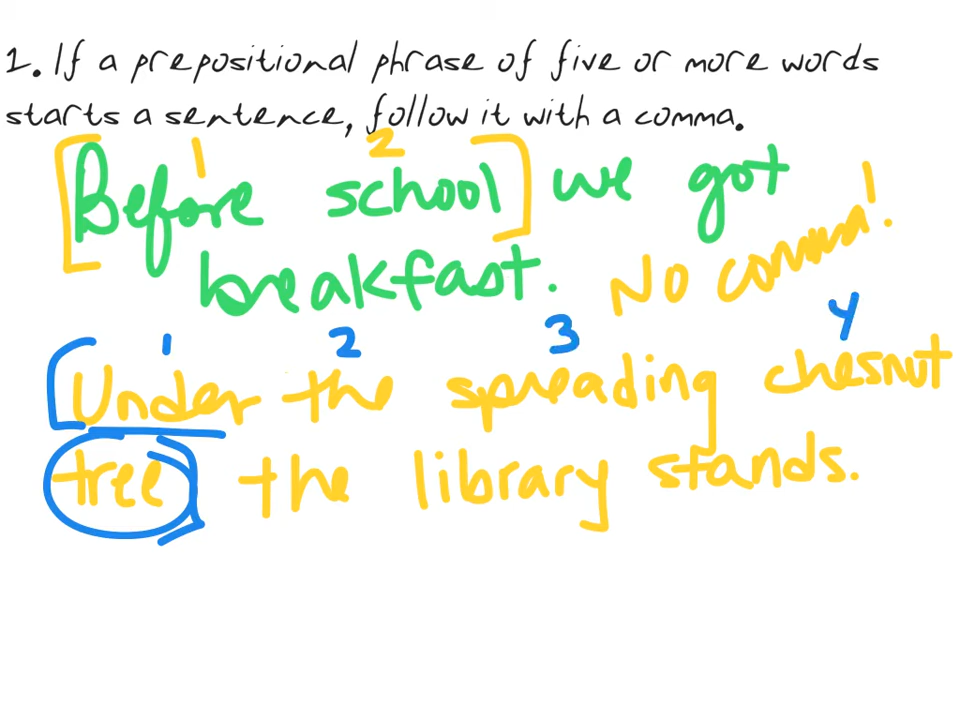 1. If a prepositional phrase of five or more words
starts a sentence, follow it with a comma.
1 2
[Before school] we got
breakfast. No comma!
1 2 3 4
[Under the spreading chesnut
tree] the library stands.